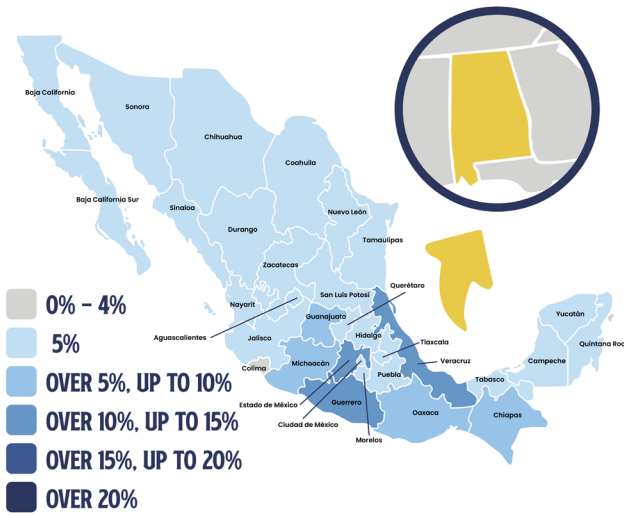 Baja California
Sonora
Chihuahua
Coahuila
Baja California Sur
Sinaloa
Nuevo León
Durango
Tamaulipas
Zacatecas
Querétaro
San Luis Potosí
Nayarit
Guanajuato
Yucatán
Aguascalientes
Jalisco
Hidalgo
Tlaxcala
Quintana Roo
Veracruz
Campeche
Michoacán
Colima
Puebla
Tabasco
Estado de México
Guerrero
Oaxaca
Chiapas
Ciudad de México
Morelos
0% – 4%
5%
OVER 5%, UP TO 10%
OVER 10%, UP TO 15%
OVER 15%, UP TO 20%
OVER 20%